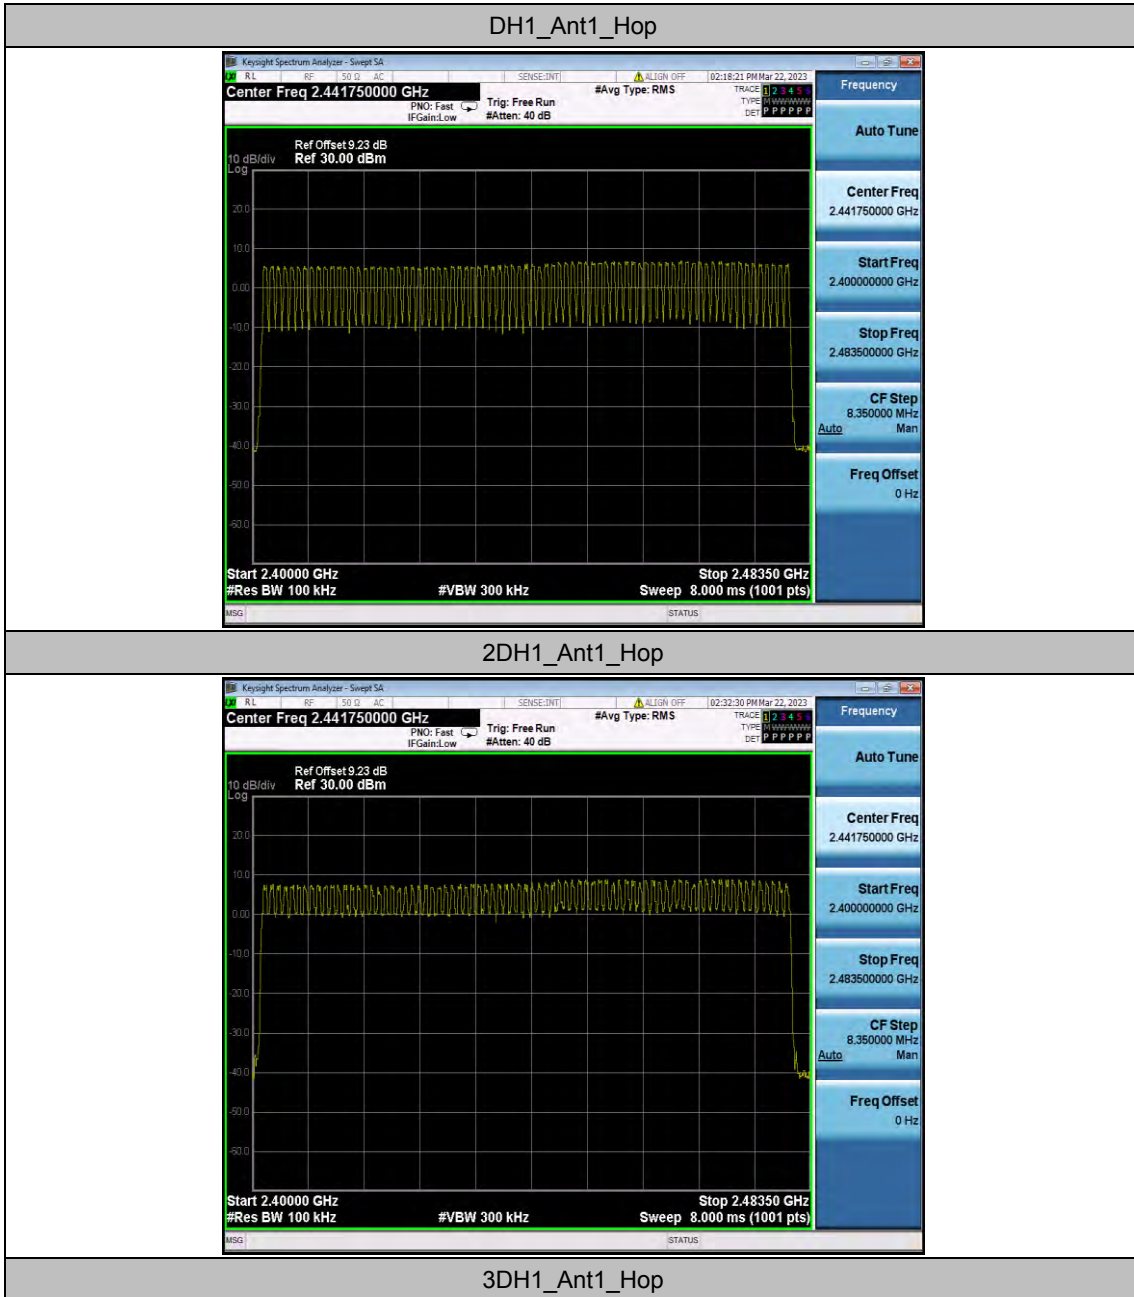 DH1_Ant1_Hop
Keysight Spectrum Analyzer - Swept SA
RL RF 50 Ω AC SENSE:INT ALIGN OFF 02:18:21 PM Mar 22, 2023
Center Freq 2.441750000 GHz #Avg Type: RMS TRACE 1 2 3 4 5 6 Frequency
PNO: Fast Trig: Free Run TYPE M WWWWW
IFGain:Low #Atten: 40 dB DET P P P P P P
Auto Tune
Ref Offset 9.23 dB
10 dB/div Ref 30.00 dBm
Log
Center Freq
2.441750000 GHz
20.0
10.0
Start Freq
2.400000000 GHz
0.00
-10.0
Stop Freq
2.483500000 GHz
-20.0
-30.0
CF Step
8.350000 MHz
Auto Man
-40.0
Freq Offset
0 Hz
-50.0
-60.0
Start 2.40000 GHz Stop 2.48350 GHz
#Res BW 100 kHz #VBW 300 kHz Sweep 8.000 ms (1001 pts)
MSG STATUS
2DH1_Ant1_Hop
Keysight Spectrum Analyzer - Swept SA
RL RF 50 Ω AC SENSE:INT ALIGN OFF 02:32:30 PM Mar 22, 2023
Center Freq 2.441750000 GHz #Avg Type: RMS TRACE 1 2 3 4 5 6 Frequency
PNO: Fast Trig: Free Run TYPE M WWWWW
IFGain:Low #Atten: 40 dB DET P P P P P P
Auto Tune
Ref Offset 9.23 dB
10 dB/div Ref 30.00 dBm
Log
Center Freq
2.441750000 GHz
20.0
10.0
Start Freq
2.400000000 GHz
0.00
-10.0
Stop Freq
2.483500000 GHz
-20.0
-30.0
CF Step
8.350000 MHz
Auto Man
-40.0
Freq Offset
0 Hz
-50.0
-60.0
Start 2.40000 GHz Stop 2.48350 GHz
#Res BW 100 kHz #VBW 300 kHz Sweep 8.000 ms (1001 pts)
MSG STATUS
3DH1_Ant1_Hop